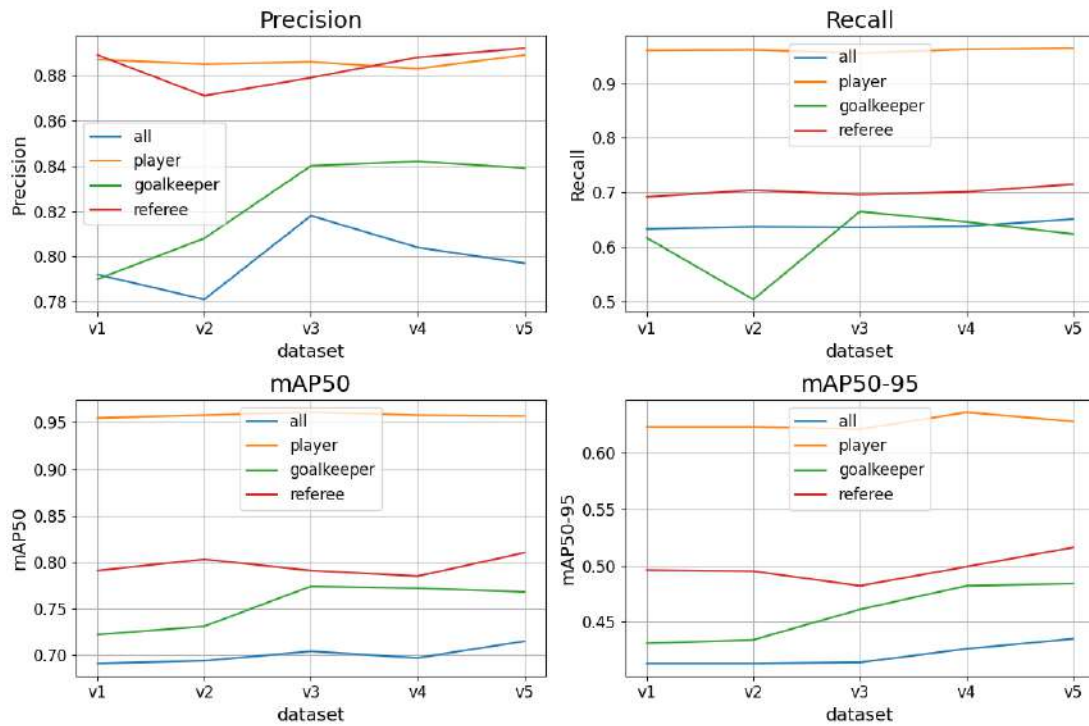 Precision
Precision
0.88
0.86
0.84
0.82
0.80
0.78
all
player
goalkeeper
referee
v1 v2 v3 v4 v5
dataset
Recall
Recall
0.9
0.8
0.7
0.6
0.5
all
player
goalkeeper
referee
v1 v2 v3 v4 v5
dataset
mAP50
mAP50
0.95
0.90
0.85
0.80
0.75
0.70
all
player
goalkeeper
referee
v1 v2 v3 v4 v5
dataset
mAP50-95
mAP50-95
0.60
0.55
0.50
0.45
all
player
goalkeeper
referee
v1 v2 v3 v4 v5
dataset